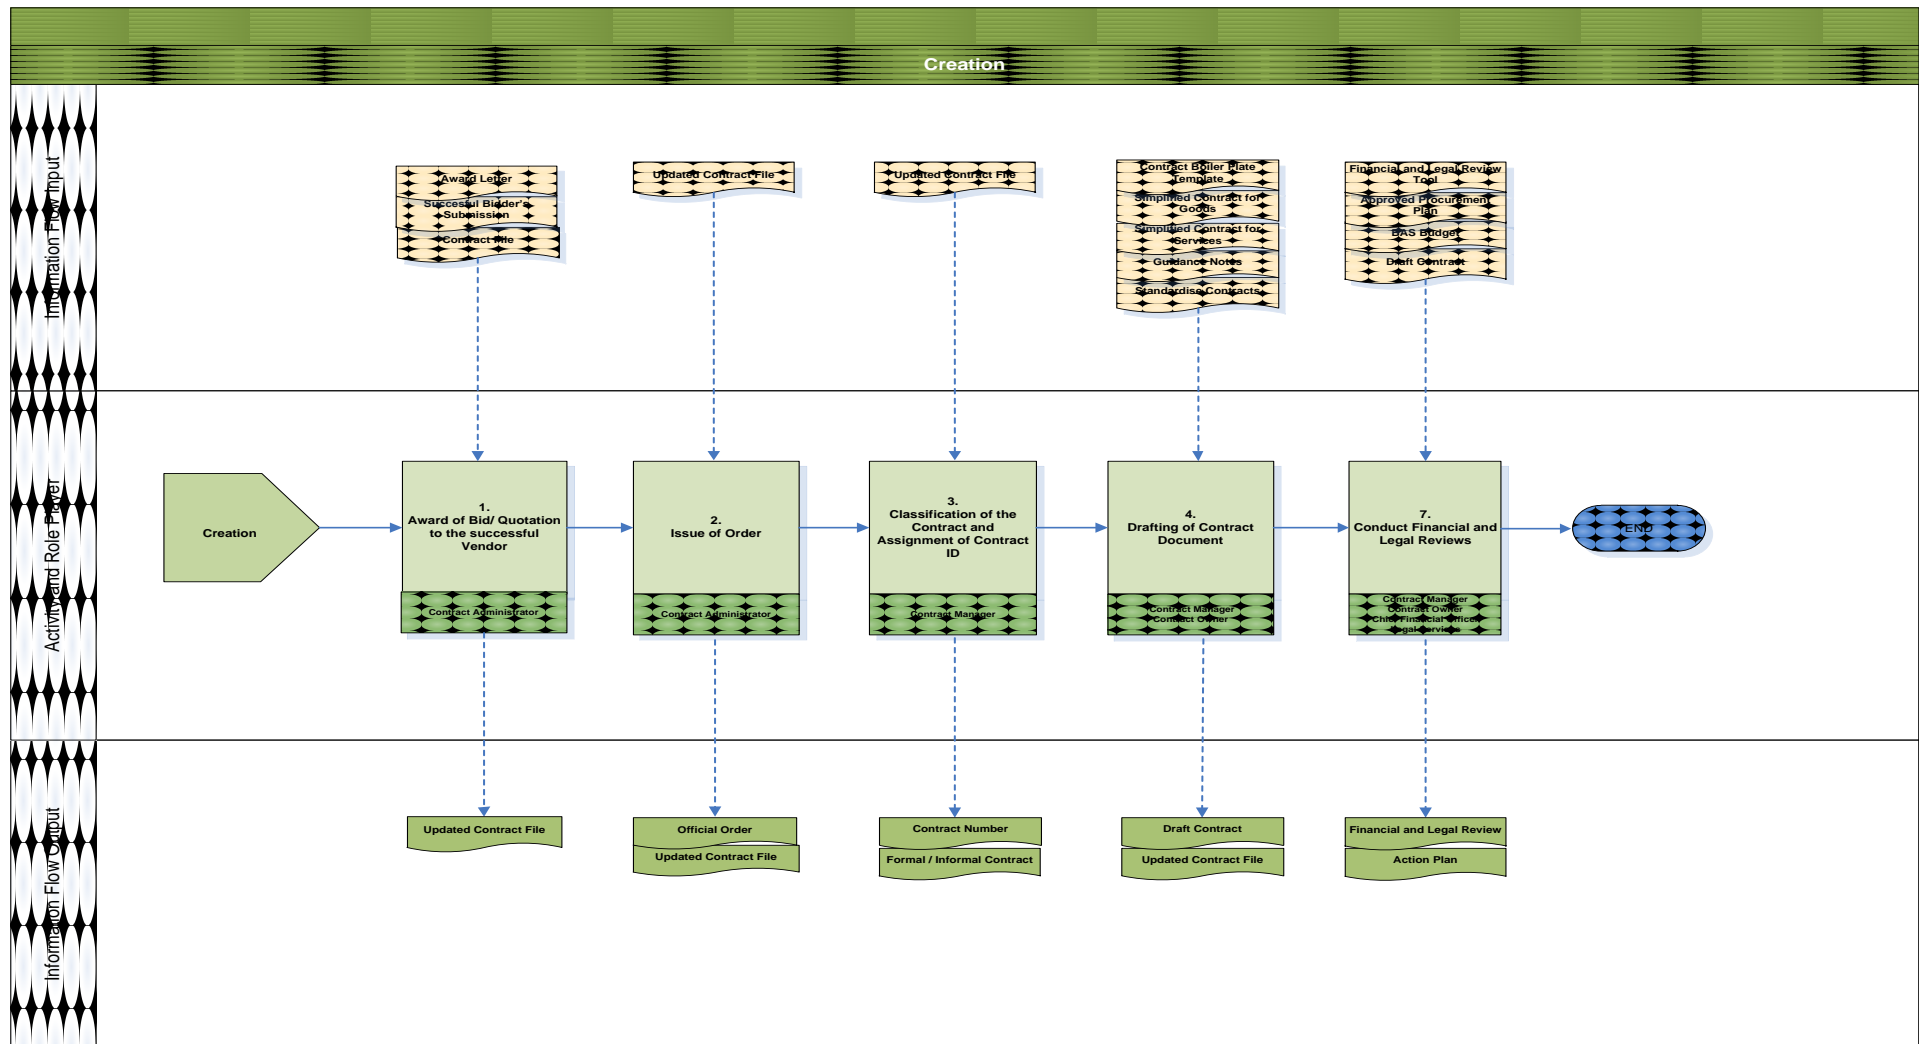 Creation
Information Flow Input
Award Letter
Succesful Bidder's
Submission
Contract File
Updated Contract File
Updated Contract File
Contract Boiler Plate
Template
Simplified Contract for
Goods
Simplified Contract for
Services
Guidance Notes
Standardise Contracts
Financial and Legal Review
Tool
Approved Procurement
Plan
BAS Budget
Draft Contract
Activity and Role Player
Creation
1.
Award of Bid/ Quotation
to the successful
Vendor
Contract Administrator
2.
Issue of Order
Contract Administrator
3.
Classification of the
Contract and
Assignment of Contract
ID
Contract Manager
4.
Drafting of Contract
Document
Contract Manager
Contract Owner
7.
Conduct Financial and
Legal Reviews
Contract Manager
Contract Owner
Chief Financial Officer
Legal Services
END
Information Flow Output
Updated Contract File
Official Order
Updated Contract File
Contract Number
Formal / Informal Contract
Draft Contract
Updated Contract File
Financial and Legal Review
Action Plan